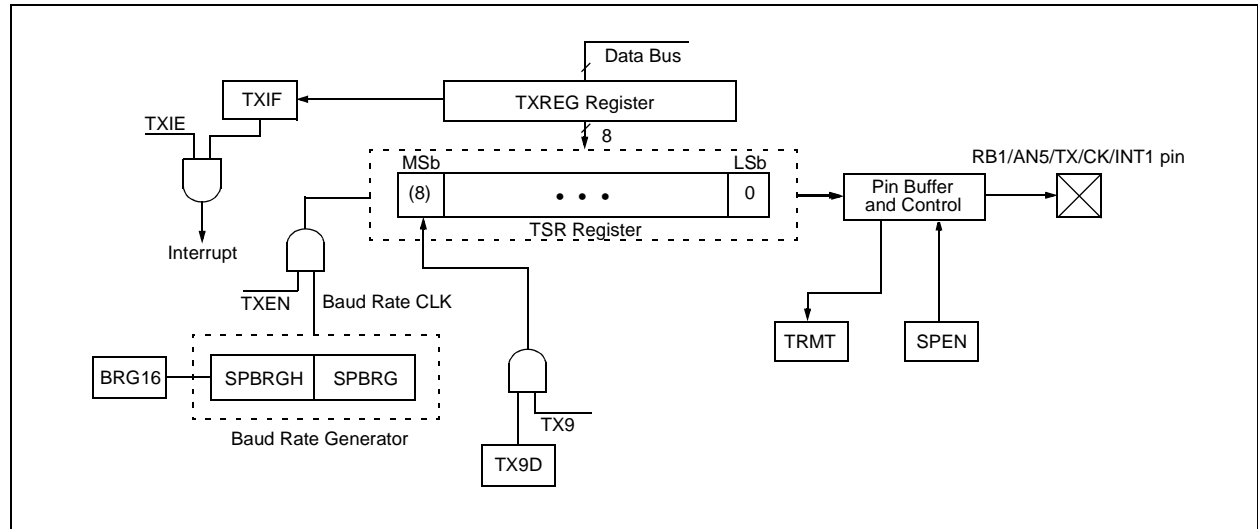 Data Bus
TXIF
TXREG Register
TXIE
8
MSb
LSb
RB1/AN5/TX/CK/INT1 pin
(8)
• • •
0
Pin Buffer
and Control
TSR Register
Interrupt
TXEN
Baud Rate CLK
TRMT
SPEN
BRG16
SPBRGH
SPBRG
TX9
Baud Rate Generator
TX9D